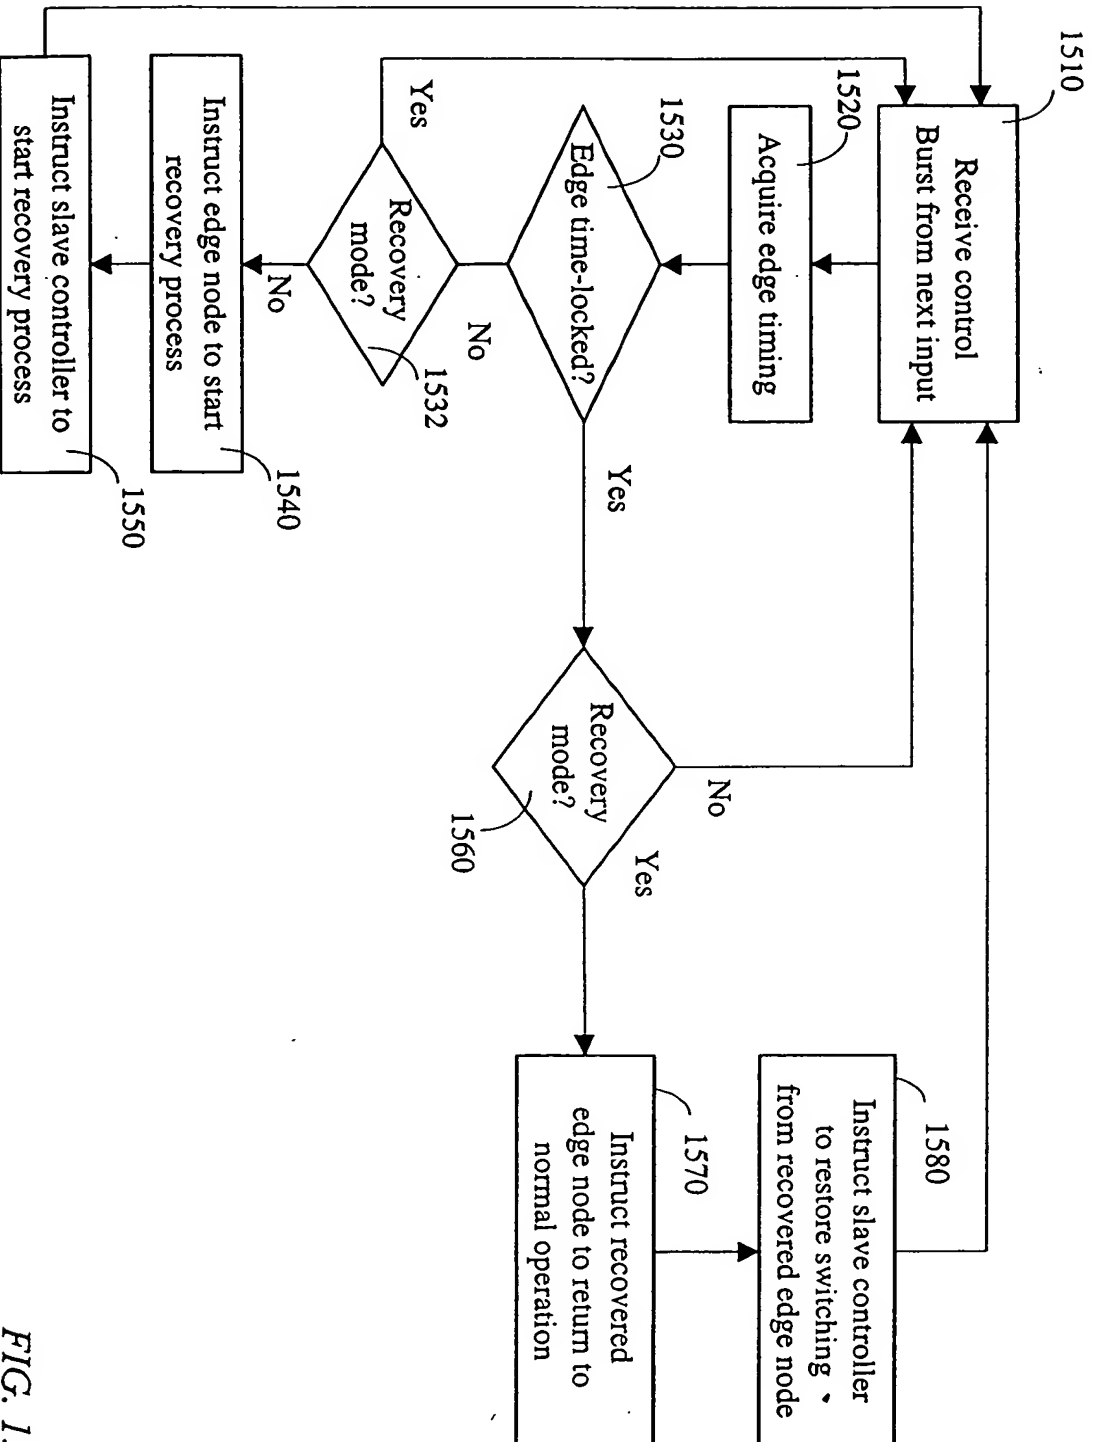 1510
Receive control
Burst from next input
1520
Acquire edge timing
1530
Edge time-locked?
Yes
No
Recovery
mode?
1532
Yes
No
Instruct edge node to start
recovery process
1540
Instruct slave controller to
start recovery process
1550
Recovery
mode?
1560
No
Yes
1580
Instruct slave controller
to restore switching
from recovered edge node
1570
Instruct recovered
edge node to return to
normal operation
FIG. 1